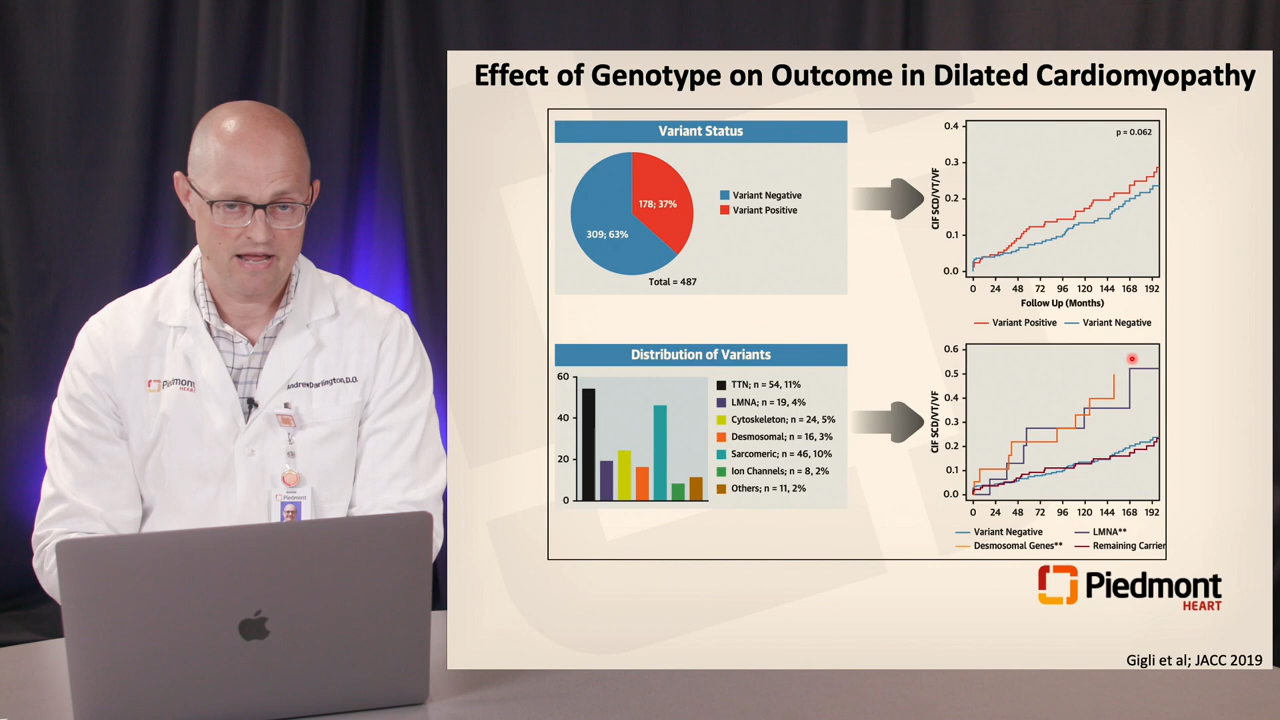 Effect of Genotype on Outcome in Dilated Cardiomyopathy
Variant Status
178; 37%
309; 63%
Variant Negative
Variant Positive
Total = 487
CIF SCD/VT/VF
0.4
0.3
0.2
0.1
0.0
p = 0.062
0 24 48 72 96 120 144 168 192
Follow Up (Months)
Variant Positive Variant Negative
Distribution of Variants
60
40
20
0
TTN; n = 54, 11%
LMNA; n = 19, 4%
Cytoskeleton; n = 24, 5%
Desmosomal; n = 16, 3%
Sarcomeric; n = 46, 10%
Ion Channels; n = 8, 2%
Others; n = 11, 2%
CIF SCD/VT/VF
0.6
0.5
0.4
0.3
0.2
0.1
0.0
0 24 48 72 96 120 144 168 192
Variant Negative LMNA**
Desmosomal Genes** Remaining Carrier
Piedmont
HEART
Gigli et al; JACC 2019
Piedmont
HEART
Andrew Darlington, D.O.
Piedmont